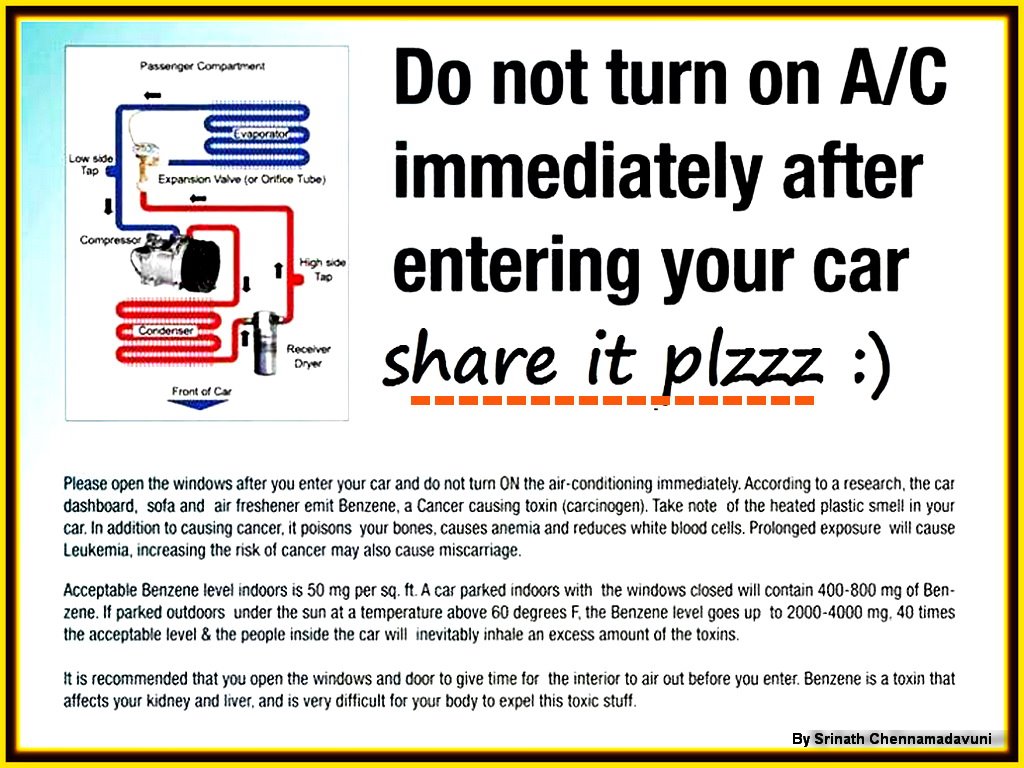 Passenger Compartment
Evaporator
Low side
Tap
Expansion Valve (or Orifice Tube)
Compressor
High side
Tap
Condenser
Receiver
Dryer
Front of Car
Do not turn on A/C
immediately after
entering your car
share it plzzz :)
Please open the windows after you enter your car and do not turn ON the air-conditioning immediately. According to a research, the car
dashboard, sofa and air freshener emit Benzene, a Cancer causing toxin (carcinogen). Take note of the heated plastic smell in your
car. In addition to causing cancer, it poisons your bones, causes anemia and reduces white blood cells. Prolonged exposure will cause
Leukemia, increasing the risk of cancer may also cause miscarriage.
Acceptable Benzene level indoors is 50 mg per sq. ft. A car parked indoors with the windows closed will contain 400-800 mg of Ben-
zene. If parked outdoors under the sun at a temperature above 60 degrees F, the Benzene level goes up to 2000-4000 mg, 40 times
the acceptable level & the people inside the car will inevitably inhale an excess amount of the toxins.
It is recommended that you open the windows and door to give time for the interior to air out before you enter. Benzene is a toxin that
affects your kidney and liver, and is very difficult for your body to expel this toxic stuff.
By Srinath Chennamadavuni